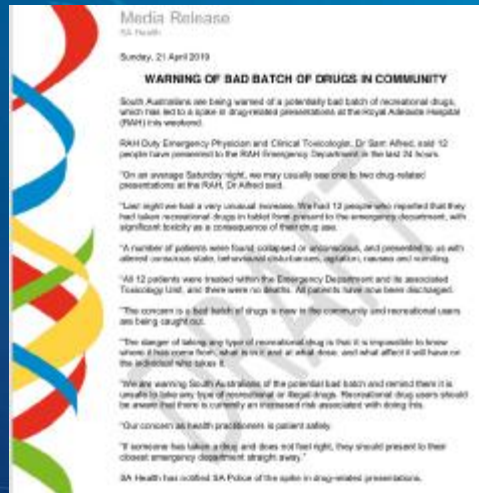 Media Release
SA Health
Sunday, 21 April 2019
WARNING OF BAD BATCH OF DRUGS IN COMMUNITY
South Australians are being warned of a potentially bad batch of recreational drugs,
which has led to a spike in drug-related presentations at the Royal Adelaide Hospital
(RAH) this weekend.
RAH Duty Emergency Physician and Clinical Toxicologist, Dr Sam Alfred, said 12
people have presented to the RAH Emergency Department in the last 24 hours.
"On an average Saturday night, we may usually see one to two drug-related
presentations at the RAH, Dr Alfred said.
"Last night we had a very unusual increase. We had 12 people who reported that they
had taken recreational drugs in tablet form present to the emergency department, with
significant toxicity as a consequence of their drug use.
"A number of patients were found collapsed or unconscious, and presented to us with
altered conscious state, behavioural disturbances, agitation, nausea and vomiting.
"All 12 patients were treated within the Emergency Department and its associated
Toxicology Unit, and there were no deaths. All patients have now been discharged.
"The concern is a bad batch of drugs is now in the community and recreational users
are being caught out.
"The danger of taking any type of recreational drug is that it is impossible to know
where it has come from, what is in it and at what dose, and what affect it will have on
the individual who takes it.
"We are warning South Australians of the potential bad batch and remind them it is
unsafe to take any type of recreational or illegal drugs. Recreational drug users should
be aware that there is currently an increased risk associated with doing this.
"Our concern as health practitioners is patient safety.
"If someone has taken a drug and does not feel right, they should present to their
closest emergency department straight away."
SA Health has notified SA Police of the spike in drug-related presentations.
DRAFT